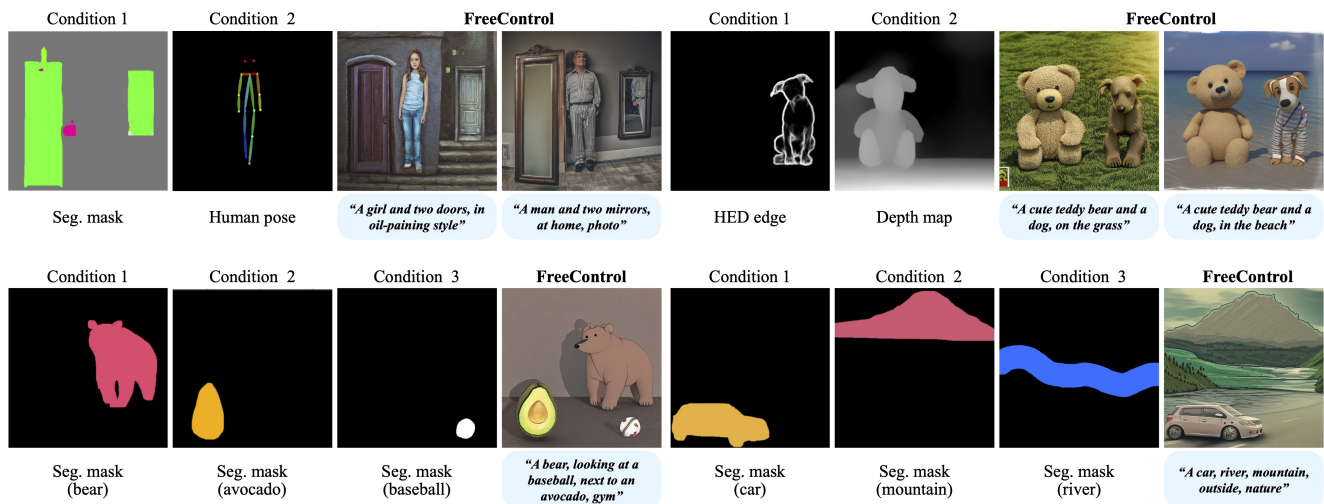 Condition 1
Condition 2
FreeControl
Condition 1
Condition 2
FreeControl
Seg. mask
Human pose
“A girl and two doors, in
oil-paining style”
“A man and two mirrors,
at home, photo”
HED edge
Depth map
“A cute teddy bear and a
dog, on the grass”
“A cute teddy bear and a
dog, in the beach”
Condition 1
Condition 2
Condition 3
FreeControl
Condition 1
Condition 2
Condition 3
FreeControl
Seg. mask
(bear)
Seg. mask
(avocado)
Seg. mask
(baseball)
“A bear, looking at a
baseball, next to an
avocado, gym”
Seg. mask
(car)
Seg. mask
(mountain)
Seg. mask
(river)
“A car, river, mountain,
outside, nature”